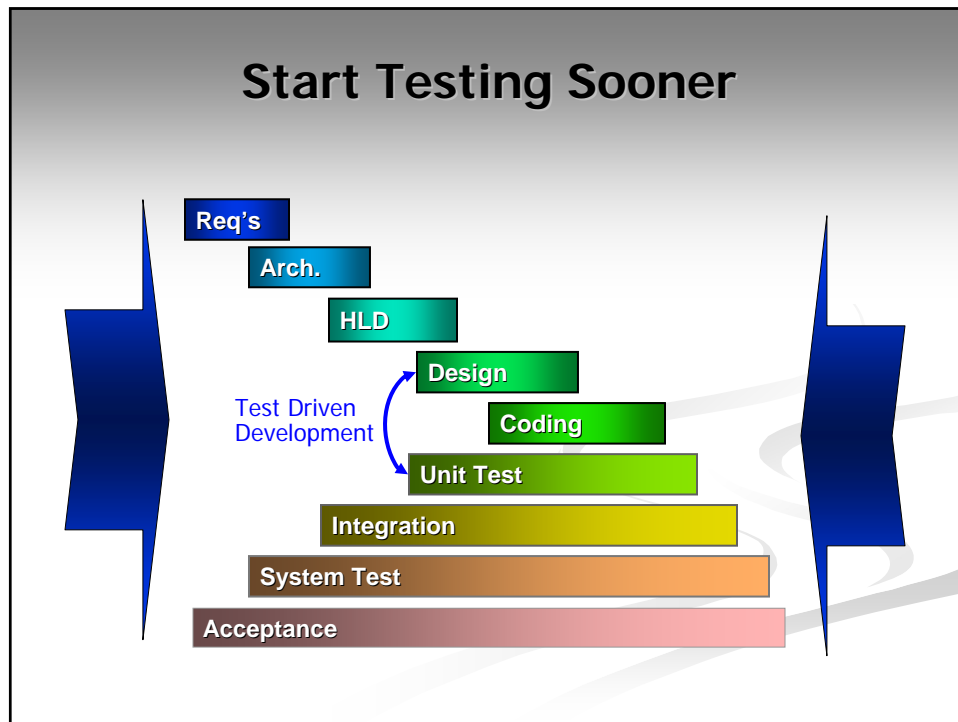 Start Testing Sooner
Req's
Arch.
HLD
Design
Test Driven
Development
Coding
Unit Test
Integration
System Test
Acceptance